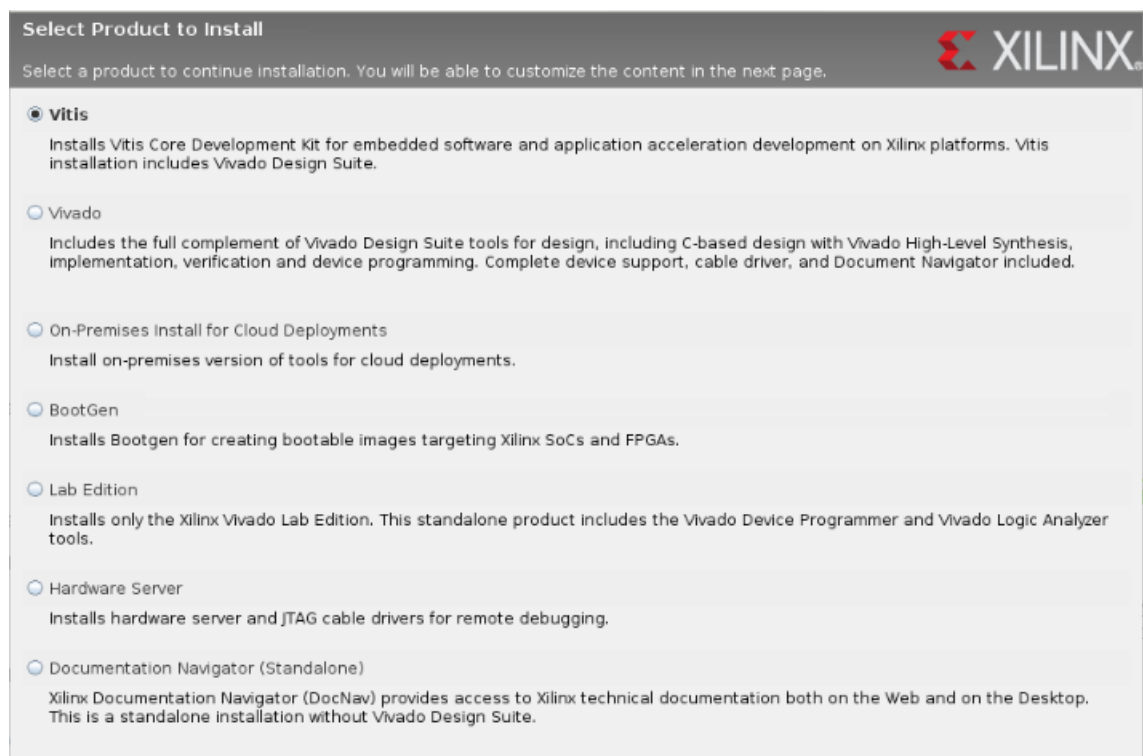 Select Product to Install
XILINX®
Select a product to continue installation. You will be able to customize the content in the next page.
Vitis
Installs Vitis Core Development Kit for embedded software and application acceleration development on Xilinx platforms. Vitis
installation includes Vivado Design Suite.
Vivado
Includes the full complement of Vivado Design Suite tools for design, including C-based design with Vivado High-Level Synthesis,
implementation, verification and device programming. Complete device support, cable driver, and Document Navigator included.
On-Premises Install for Cloud Deployments
Install on-premises version of tools for cloud deployments.
BootGen
Installs Bootgen for creating bootable images targeting Xilinx SoCs and FPGAs.
Lab Edition
Installs only the Xilinx Vivado Lab Edition. This standalone product includes the Vivado Device Programmer and Vivado Logic Analyzer
tools.
Hardware Server
Installs hardware server and JTAG cable drivers for remote debugging.
Documentation Navigator (Standalone)
Xilinx Documentation Navigator (DocNav) provides access to Xilinx technical documentation both on the Web and on the Desktop.
This is a standalone installation without Vivado Design Suite.